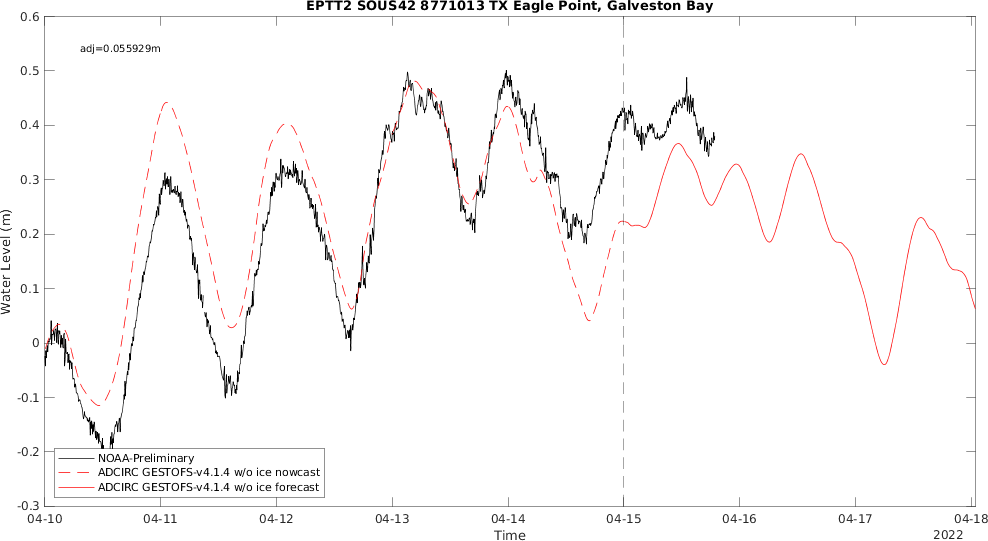 EPTT2 SOUS42 8771013 TX Eagle Point, Galveston Bay
adj=0.055929m
0.6
0.5
0.4
0.3
0.2
0.1
0
-0.1
-0.2
-0.3
Water Level (m)
NOAA-Preliminary
ADCIRC GESTOFS-v4.1.4 w/o ice nowcast
ADCIRC GESTOFS-v4.1.4 w/o ice forecast
04-10 04-11 04-12 04-13 04-14 04-15 04-16 04-17 04-18
Time
2022